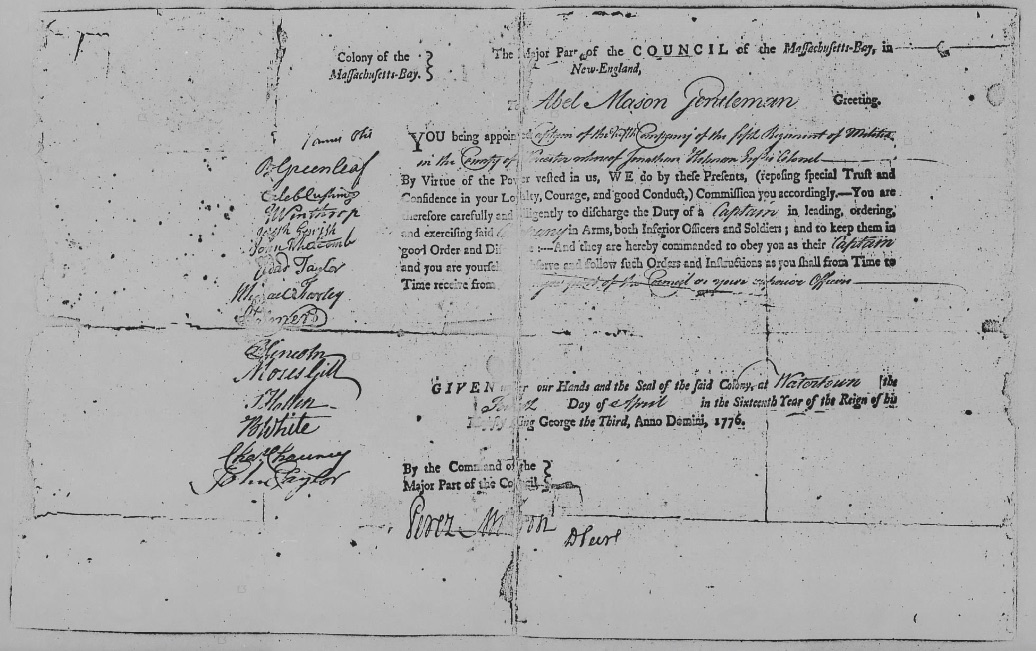 Colony of the
Massachusetts-Bay.
The Major Part of the COUNCIL of the Massachusetts-Bay, in
New-England,
To Abel Mason Gentleman Greeting.
YOU being appointed Captain of the Company of the Regiment of Militia
in the County of Worcester whereof Jonathan Esqr is Colonel
By Virtue of the Power vested in us, WE do by these Presents, (reposing special Trust and
Confidence in your Loyalty, Courage, and good Conduct,) Commission you accordingly.—You are
therefore carefully and diligently to discharge the Duty of a Captain in leading, ordering,
and exercising said Company in Arms, both Inferior Officers and Soldiers; and to keep them in
good Order and Discipline:—And they are hereby commanded to obey you as their Captain
and you are yourself to observe and follow such Orders and Instructions as you shall from Time to
Time receive from part of the Council or your superior Officers
James Otis
B Greenleaf
Caleb Cushing
J Winthrop
John Whitcomb
Eldad Taylor
Michael Farley
B Lincoln
Moses Gill
B White
Chas Chauncy
John Taylor
GIVEN under our Hands and the Seal of the said Colony, at Watertown the
Day of April in the Sixteenth Year of the Reign of his
Majesty King George the Third, Anno Domini, 1776.
By the Command of the
Major Part of the Council,
Perez Morton
D Secry